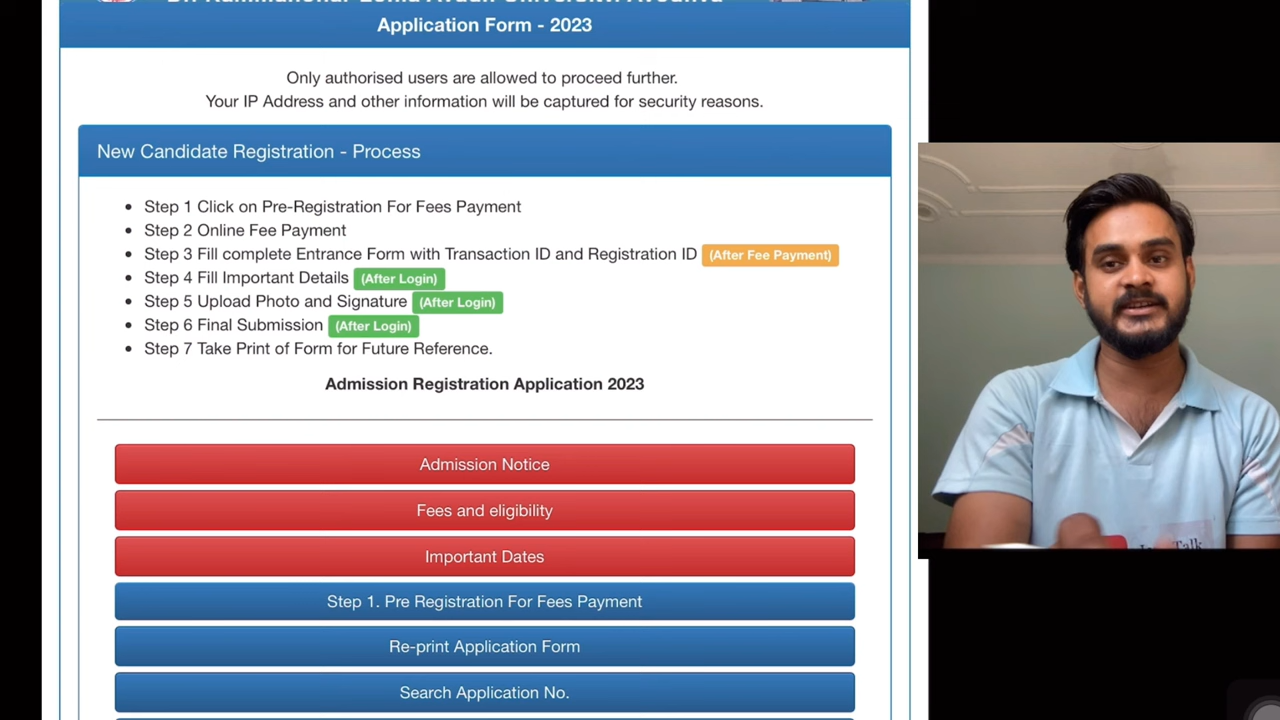 Application Form - 2023
Only authorised users are allowed to proceed further.
Your IP Address and other information will be captured for security reasons.
New Candidate Registration - Process
Step 1 Click on Pre-Registration For Fees Payment
Step 2 Online Fee Payment
Step 3 Fill complete Entrance Form with Transaction ID and Registration ID (After Fee Payment)
Step 4 Fill Important Details (After Login)
Step 5 Upload Photo and Signature (After Login)
Step 6 Final Submission (After Login)
Step 7 Take Print of Form for Future Reference.
Admission Registration Application 2023
Admission Notice
Fees and eligibility
Important Dates
Step 1. Pre Registration For Fees Payment
Re-print Application Form
Search Application No.
Talk